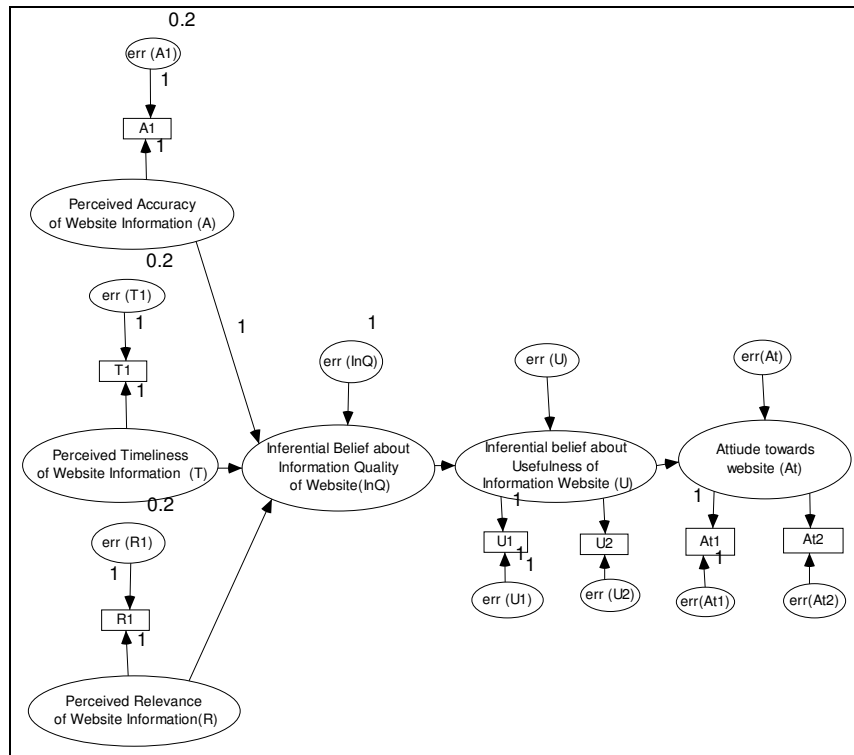 0.2
err (A1)
1
A1
1
Perceived Accuracy
of Website Information (A)
0.2
err (T1)
1
T1
1
Perceived Timeliness
of Website Information (T)
0.2
err (R1)
1
R1
1
Perceived Relevance
of Website Information(R)
1
1
err (InQ)
Inferential Belief about
Information Quality
of Website(InQ)
err (U)
Inferential belief about
Usefulness of
Information Website (U)
1
U1
1
1
err (U1)
U2
err (U2)
err(At)
Attiude towards
website (At)
1
At1
1
err(At1)
At2
err(At2)